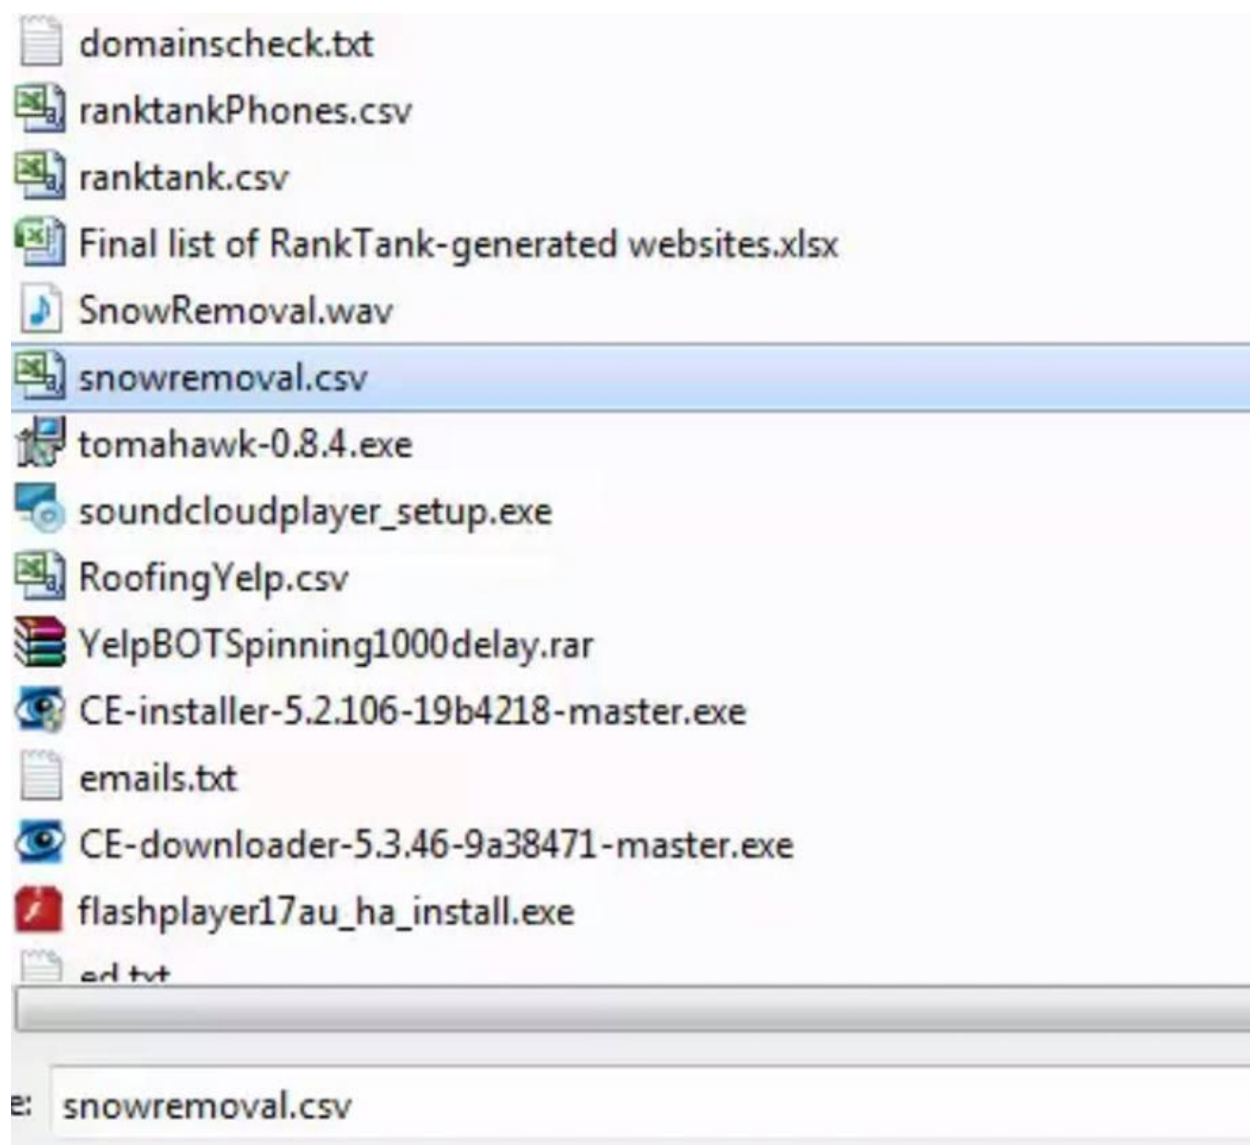 domainscheck.txt
ranktankPhones.csv
ranktank.csv
Final list of RankTank-generated websites.xlsx
SnowRemoval.wav
snowremoval.csv
tomahawk-0.8.4.exe
soundcloudplayer_setup.exe
RoofingYelp.csv
YelpBOTSpinning1000delay.rar
CE-installer-5.2.106-19b4218-master.exe
emails.txt
CE-downloader-5.3.46-9a38471-master.exe
flashplayer17au_ha_install.exe
ed.txt
e: snowremoval.csv